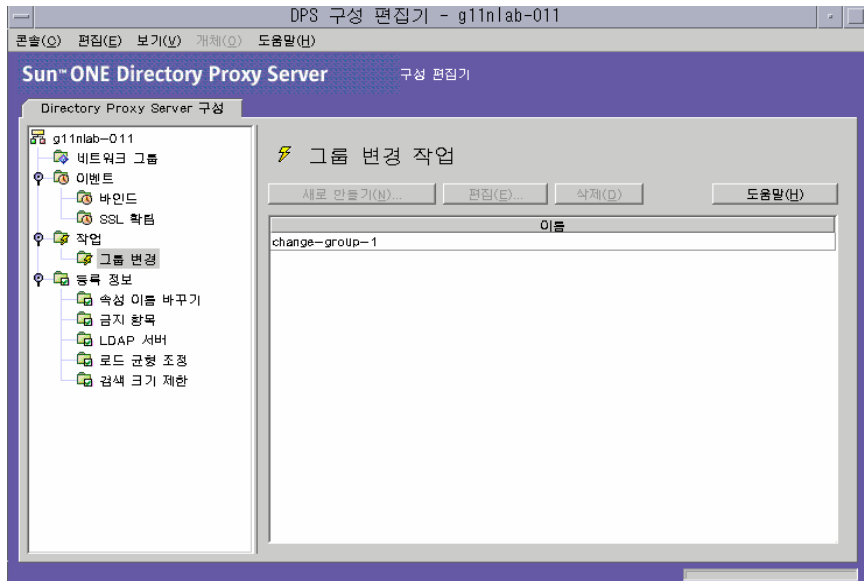 DPS 구성 편집기 - g11nlab-011
콘솔(C) 편집(E) 보기(V) 개체(O) 도움말(H)
Sun™ ONE Directory Proxy Server 구성 편집기
Directory Proxy Server 구성
g11nlab-011
네트워크 그룹
이벤트
바인드
SSL 확립
작업
그룹 변경
등록 정보
속성 이름 바꾸기
금지 항목
LDAP 서버
로드 균형 조정
검색 크기 제한
그룹 변경 작업
새로 만들기(N)... 편집(E)... 삭제(D) 도움말(H)
이름
change-group-1